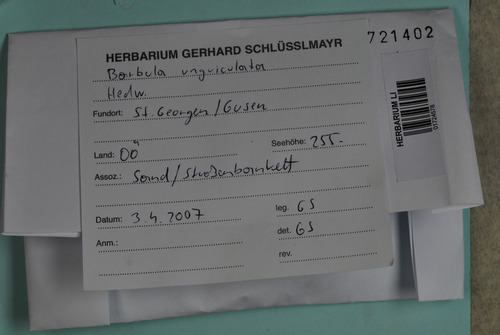 HERBARIUM GERHARD SCHLÜSSLMAYR
721402
Barbula unguiculata
Hedw.
Fundort: St. Georgen/Gusen
Land: OÖ Seehöhe: 255.-
Assoz.: Sand/Straßenbankett
Datum: 3.4.2007 leg. GS
Anm.: det. GS
rev.
HERBARIUM LI